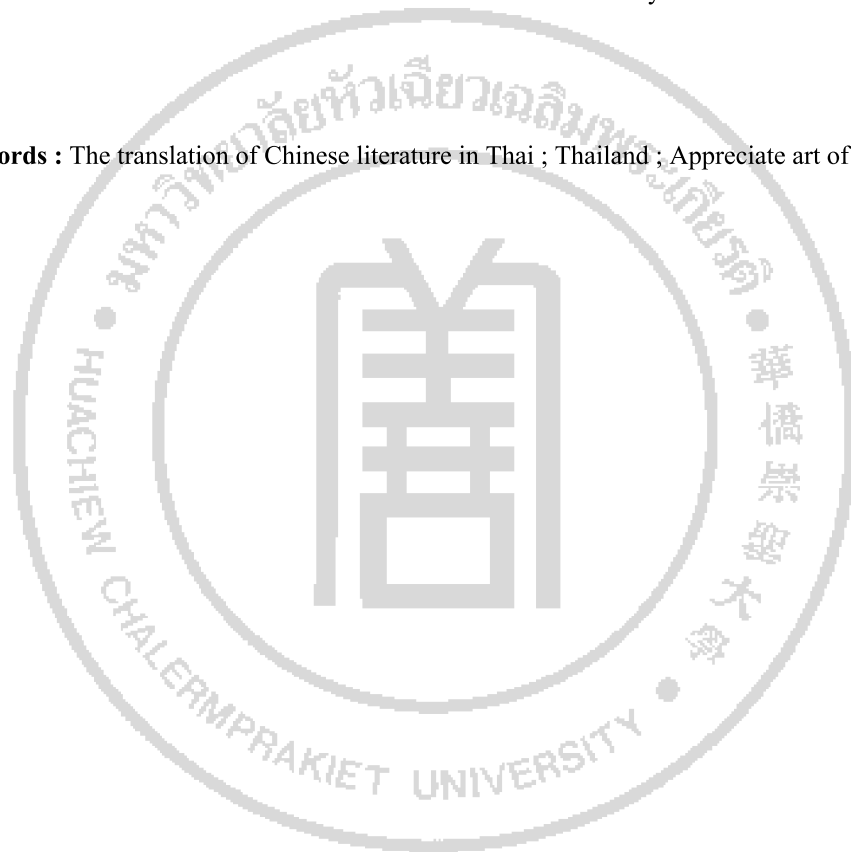 มหาวิทยาลัยหัวเฉียวเฉลิมพระเกียรติ
ords : The translation of Chinese literature in Thai ; Thailand ; Appreciate art of
華僑崇聖大學
HUACHIEW CHALERMPRAKIET UNIVERSITY